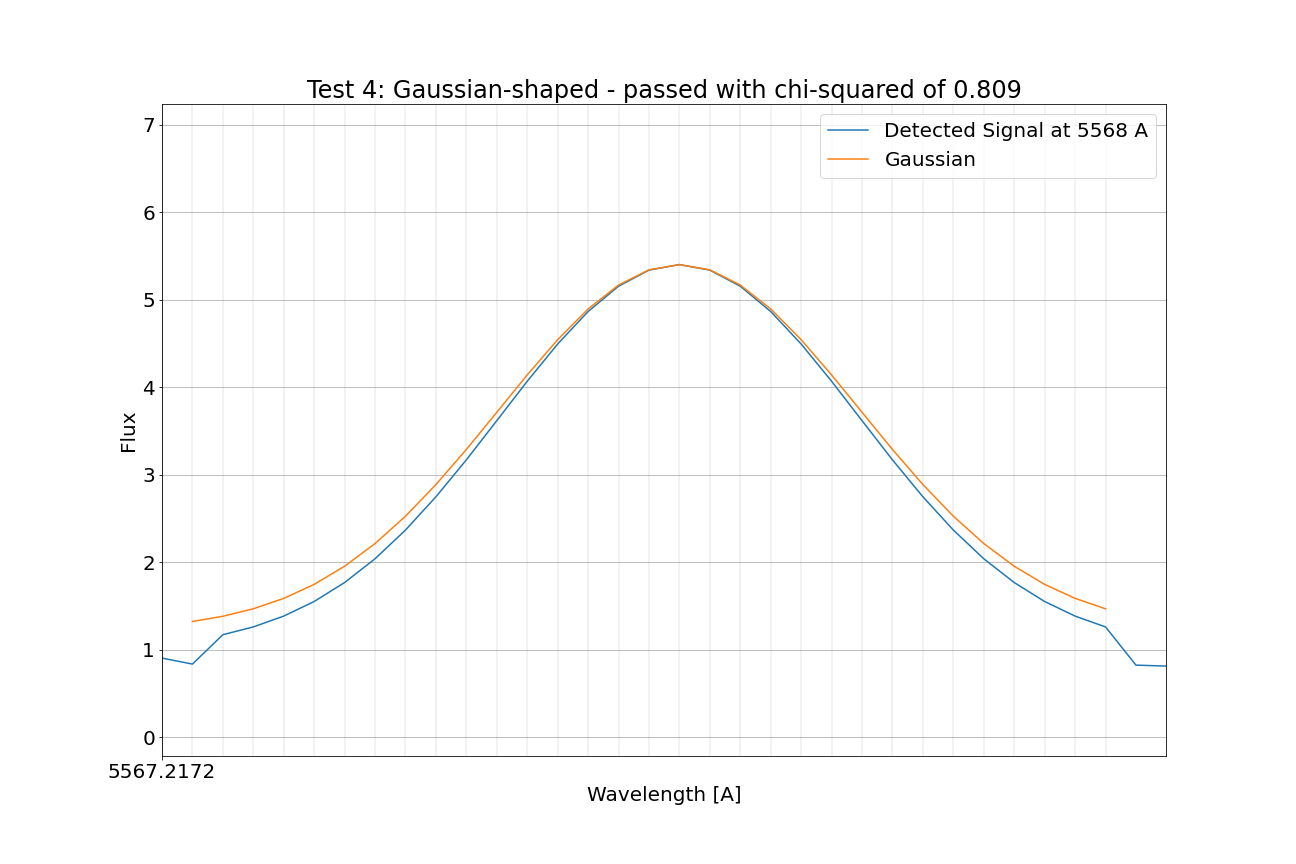 Test 4: Gaussian-shaped - passed with chi-squared of 0.809
Detected Signal at 5568 A
Gaussian
7
6
5
4
3
2
1
0
Flux
5567.2172
Wavelength [A]